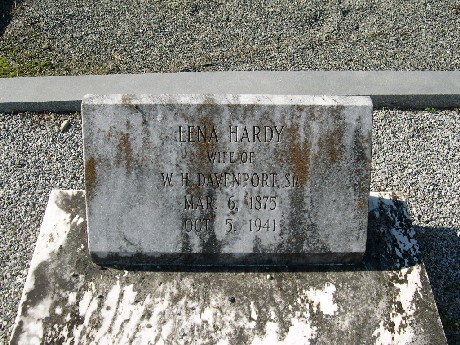 LENA HARDY
WIFE OF
W. H. DAVENPORT, SR.
MAR. 6, 1875
OCT. 5, 1941